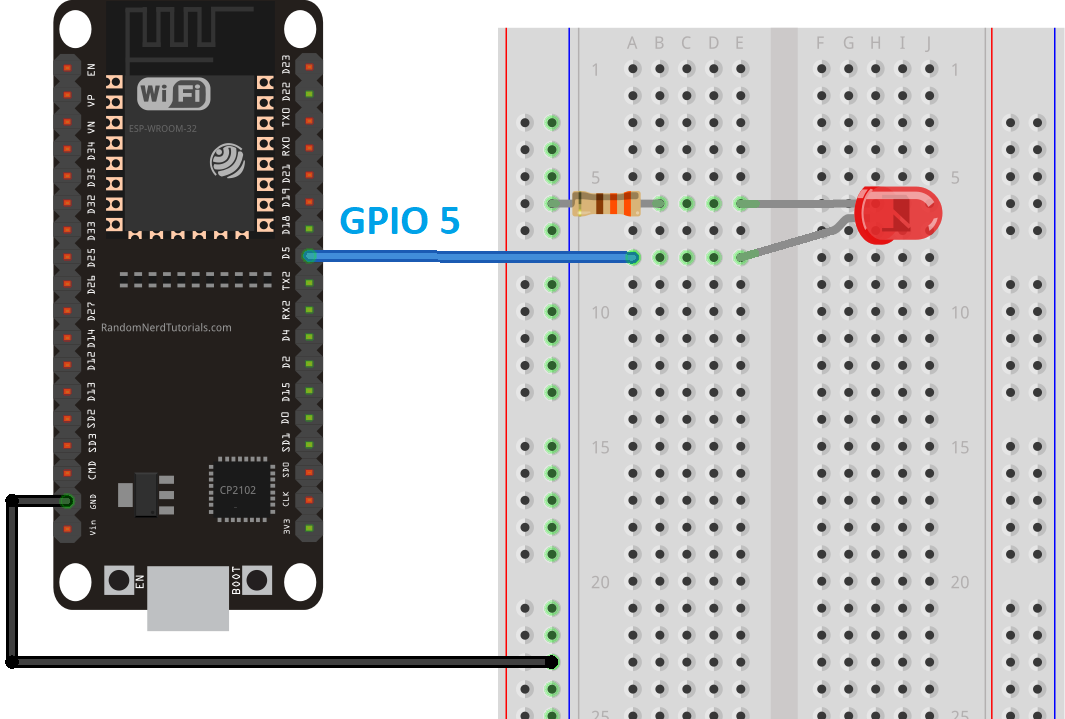 Wi Fi
ESP-WROOM-32
EN
VP
VN
D34
D35
D32
D33
D25
D26
D27
D14
D12
D13
SD2
SD3
CMD
GND
Vin
D23
D22
TX0
RX0
D21
D19
D18
D5
TX2
RX2
D4
D2
D15
D0
SD1
SD0
CLK
3V3
RandomNerdTutorials.com
CP2102
EN
BOOT
GPIO 5
A B C D E F G H I J
1 1
5 5
10 10
15 15
20 20
25 25